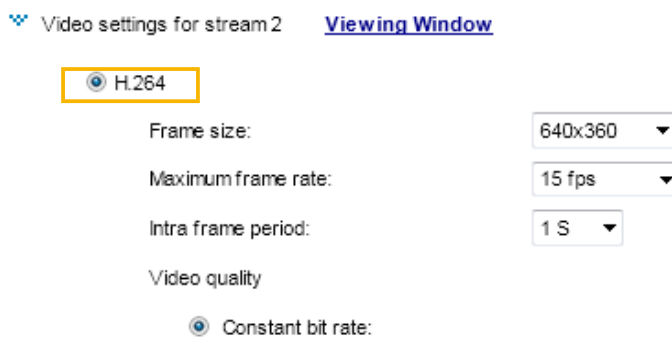 Video settings for stream 2 Viewing Window
H.264
Frame size: 640x360
Maximum frame rate: 15 fps
Intra frame period: 1 S
Video quality
Constant bit rate: